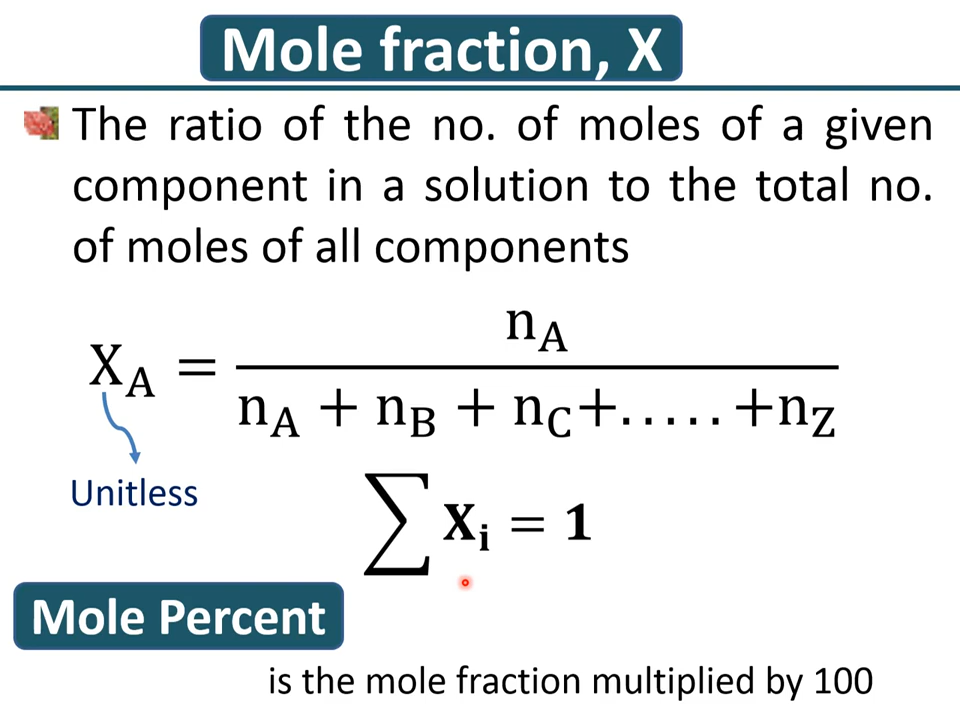 Mole fraction, X
The ratio of the no. of moles of a given
component in a solution to the total no.
of moles of all components
X_A = n_A / (n_A + n_B + n_C+.....+n_Z)
Unitless
∑ X_i = 1
Mole Percent
is the mole fraction multiplied by 100